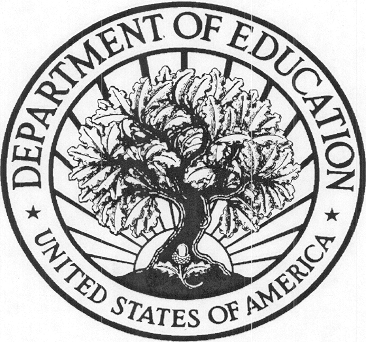 DEPARTMENT OF EDUCATION
UNITED STATES OF AMERICA